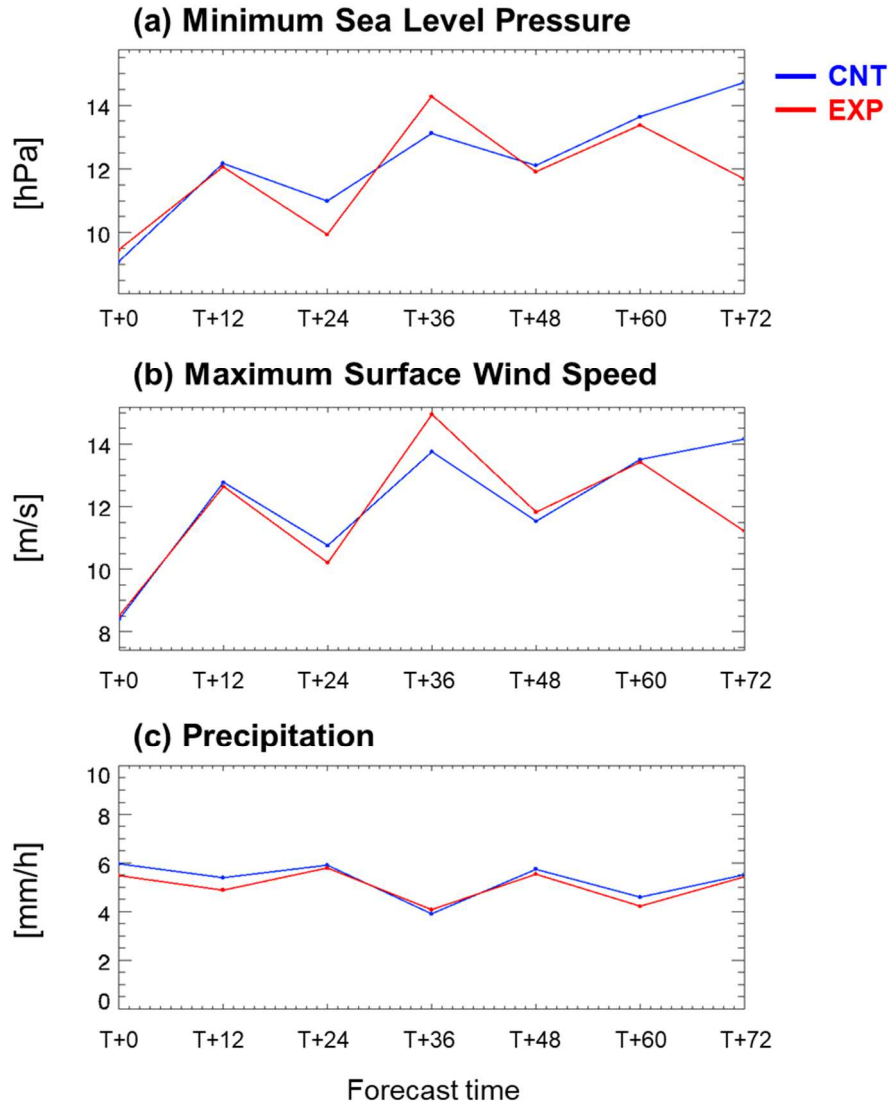 (a) Minimum Sea Level Pressure
CNT
EXP
[hPa]
14
12
10
T+0 T+12 T+24 T+36 T+48 T+60 T+72
(b) Maximum Surface Wind Speed
[m/s]
14
12
10
8
T+0 T+12 T+24 T+36 T+48 T+60 T+72
(c) Precipitation
[mm/h]
10
8
6
4
2
0
T+0 T+12 T+24 T+36 T+48 T+60 T+72
Forecast time